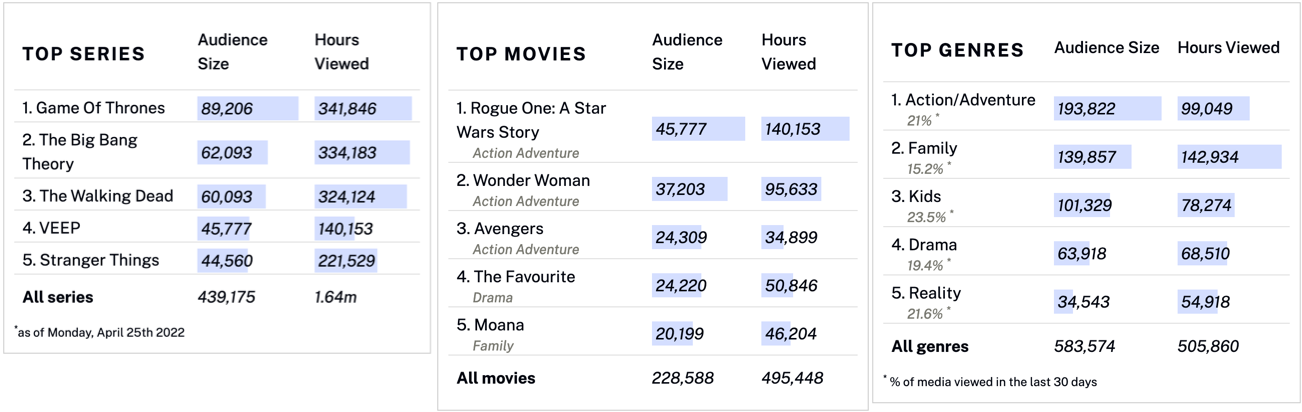 TOP SERIES
Audience Size
Hours Viewed
1. Game Of Thrones 89,206 341,846
2. The Big Bang Theory 62,093 334,183
3. The Walking Dead 60,093 324,124
4. VEEP 45,777 140,153
5. Stranger Things 44,560 221,529
All series 439,175 1.64m
*as of Monday, April 25th 2022
TOP MOVIES
Audience Size
Hours Viewed
1. Rogue One: A Star Wars Story 45,777 140,153
Action Adventure
2. Wonder Woman 37,203 95,633
Action Adventure
3. Avengers 24,309 34,899
Action Adventure
4. The Favourite 24,220 50,846
Drama
5. Moana 20,199 46,204
Family
All movies 228,588 495,448
TOP GENRES Audience Size Hours Viewed
1. Action/Adventure 193,822 99,049
21% *
2. Family 139,857 142,934
15.2% *
3. Kids 101,329 78,274
23.5% *
4. Drama 63,918 68,510
19.4% *
5. Reality 34,543 54,918
21.6% *
All genres 583,574 505,860
* % of media viewed in the last 30 days